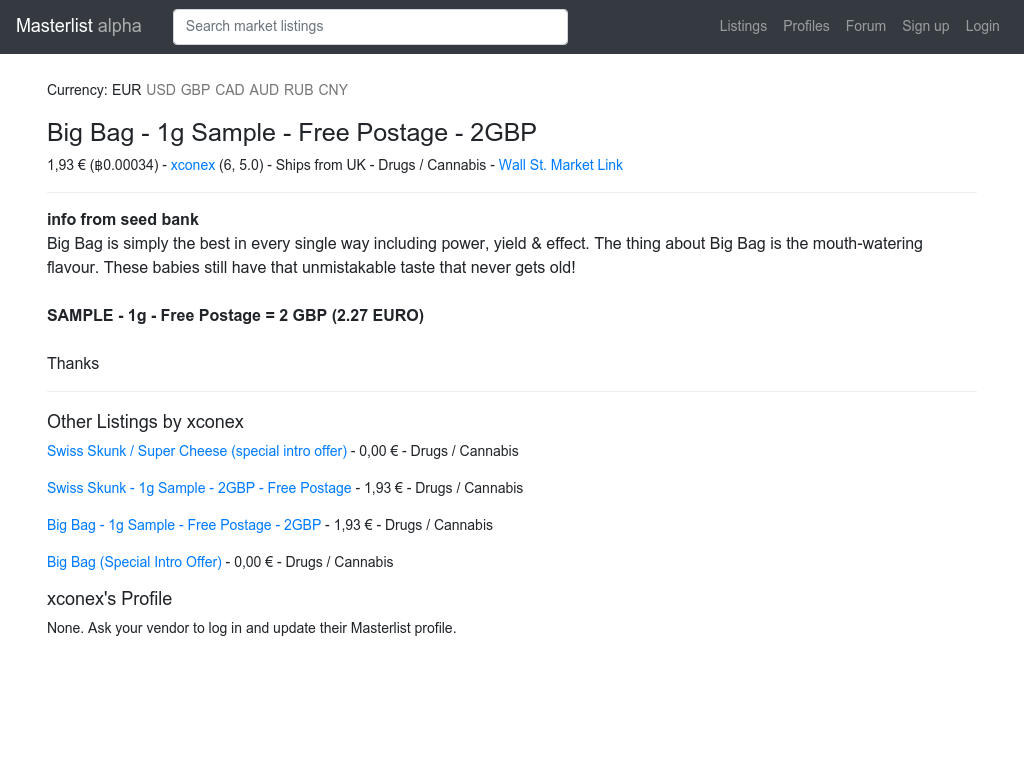 Masterlist alpha
Search market listings
Listings Profiles Forum Sign up Login
Currency: EUR USD GBP CAD AUD RUB CNY
Big Bag - 1g Sample - Free Postage - 2GBP
1,93 € (฿0.00034) - xconex (6, 5.0) - Ships from UK - Drugs / Cannabis - Wall St. Market Link
info from seed bank
Big Bag is simply the best in every single way including power, yield & effect. The thing about Big Bag is the mouth-watering
flavour. These babies still have that unmistakable taste that never gets old!
SAMPLE - 1g - Free Postage = 2 GBP (2.27 EURO)
Thanks
Other Listings by xconex
Swiss Skunk / Super Cheese (special intro offer) - 0,00 € - Drugs / Cannabis
Swiss Skunk - 1g Sample - 2GBP - Free Postage - 1,93 € - Drugs / Cannabis
Big Bag - 1g Sample - Free Postage - 2GBP - 1,93 € - Drugs / Cannabis
Big Bag (Special Intro Offer) - 0,00 € - Drugs / Cannabis
xconex's Profile
None. Ask your vendor to log in and update their Masterlist profile.